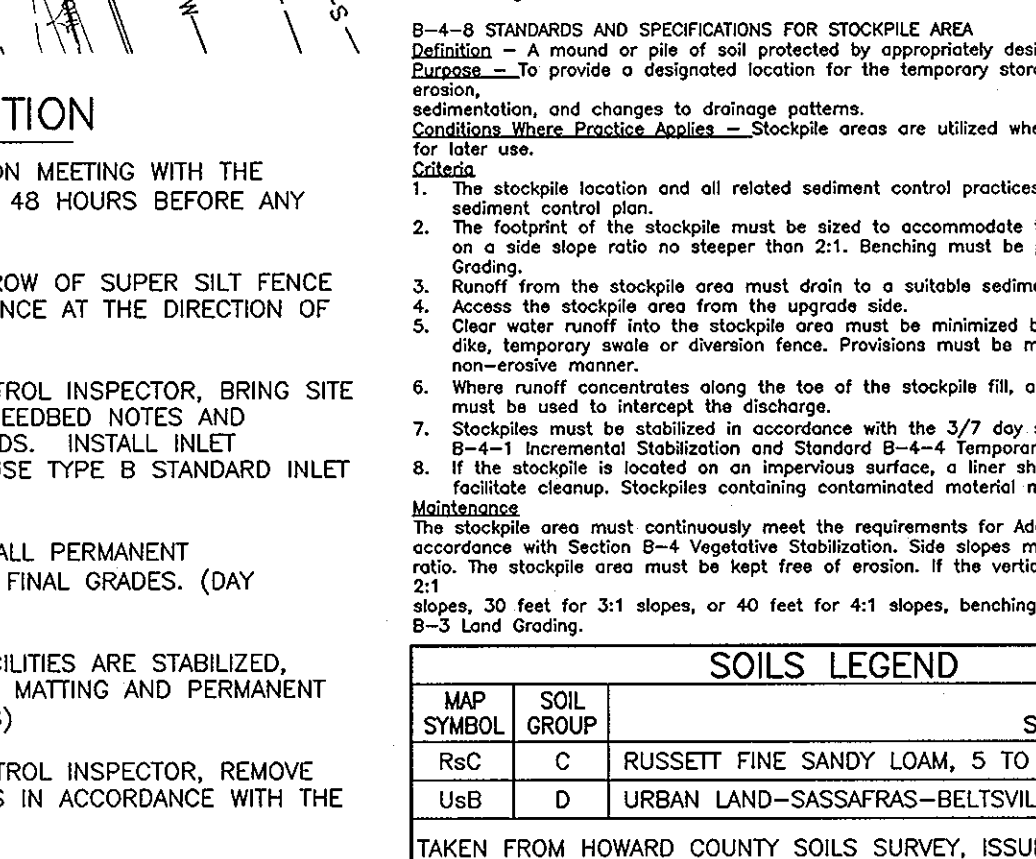 W
S
TION
ON MEETING WITH THE
48 HOURS BEFORE ANY
ROW OF SUPER SILT FENCE
NCE AT THE DIRECTION OF
TROL INSPECTOR, BRING SITE
EEDBED NOTES AND
DS. INSTALL INLET
USE TYPE B STANDARD INLET
ALL PERMANENT
FINAL GRADES. (DAY
CILITIES ARE STABILIZED,
MATTING AND PERMANENT
S)
TROL INSPECTOR, REMOVE
S IN ACCORDANCE WITH THE
B-4-8 STANDARDS AND SPECIFICATIONS FOR STOCKPILE AREA
Definition – A mound or pile of soil protected by appropriately desi
Purpose – To provide a designated location for the temporary stor
erosion,
sedimentation, and changes to drainage patterns.
Conditions Where Practice Applies – Stockpile areas are utilized whe
for later use.
Criteria
1. The stockpile location and all related sediment control practices
sediment control plan.
2. The footprint of the stockpile must be sized to accommodate
on a side slope ratio no steeper than 2:1. Benching must be
Grading.
3. Runoff from the stockpile area must drain to a suitable sedime
4. Access the stockpile area from the upgrade side.
5. Clear water runoff into the stockpile area must be minimized b
dike, temporary swale or diversion fence. Provisions must be m
non-erosive manner.
6. Where runoff concentrates along the toe of the stockpile fill, a
must be used to intercept the discharge.
7. Stockpiles must be stabilized in accordance with the 3/7 day s
B-4-1 Incremental Stabilization and Standard B-4-4 Temporar
8. If the stockpile is located on an impervious surface, a liner sh
facilitate cleanup. Stockpiles containing contaminated material m
Maintenance
The stockpile area must continuously meet the requirements for Ad
accordance with Section B-4 Vegetative Stabilization. Side slopes m
ratio. The stockpile area must be kept free of erosion. If the vertic
2:1
slopes, 30 feet for 3:1 slopes, or 40 feet for 4:1 slopes, benching
B-3 Land Grading.
SOILS LEGEND
MAP SYMBOL SOIL GROUP S
RsC C RUSSETT FINE SANDY LOAM, 5 TO
UsB D URBAN LAND-SASSAFRAS-BELTSVIL
TAKEN FROM HOWARD COUNTY SOILS SURVEY, ISSU